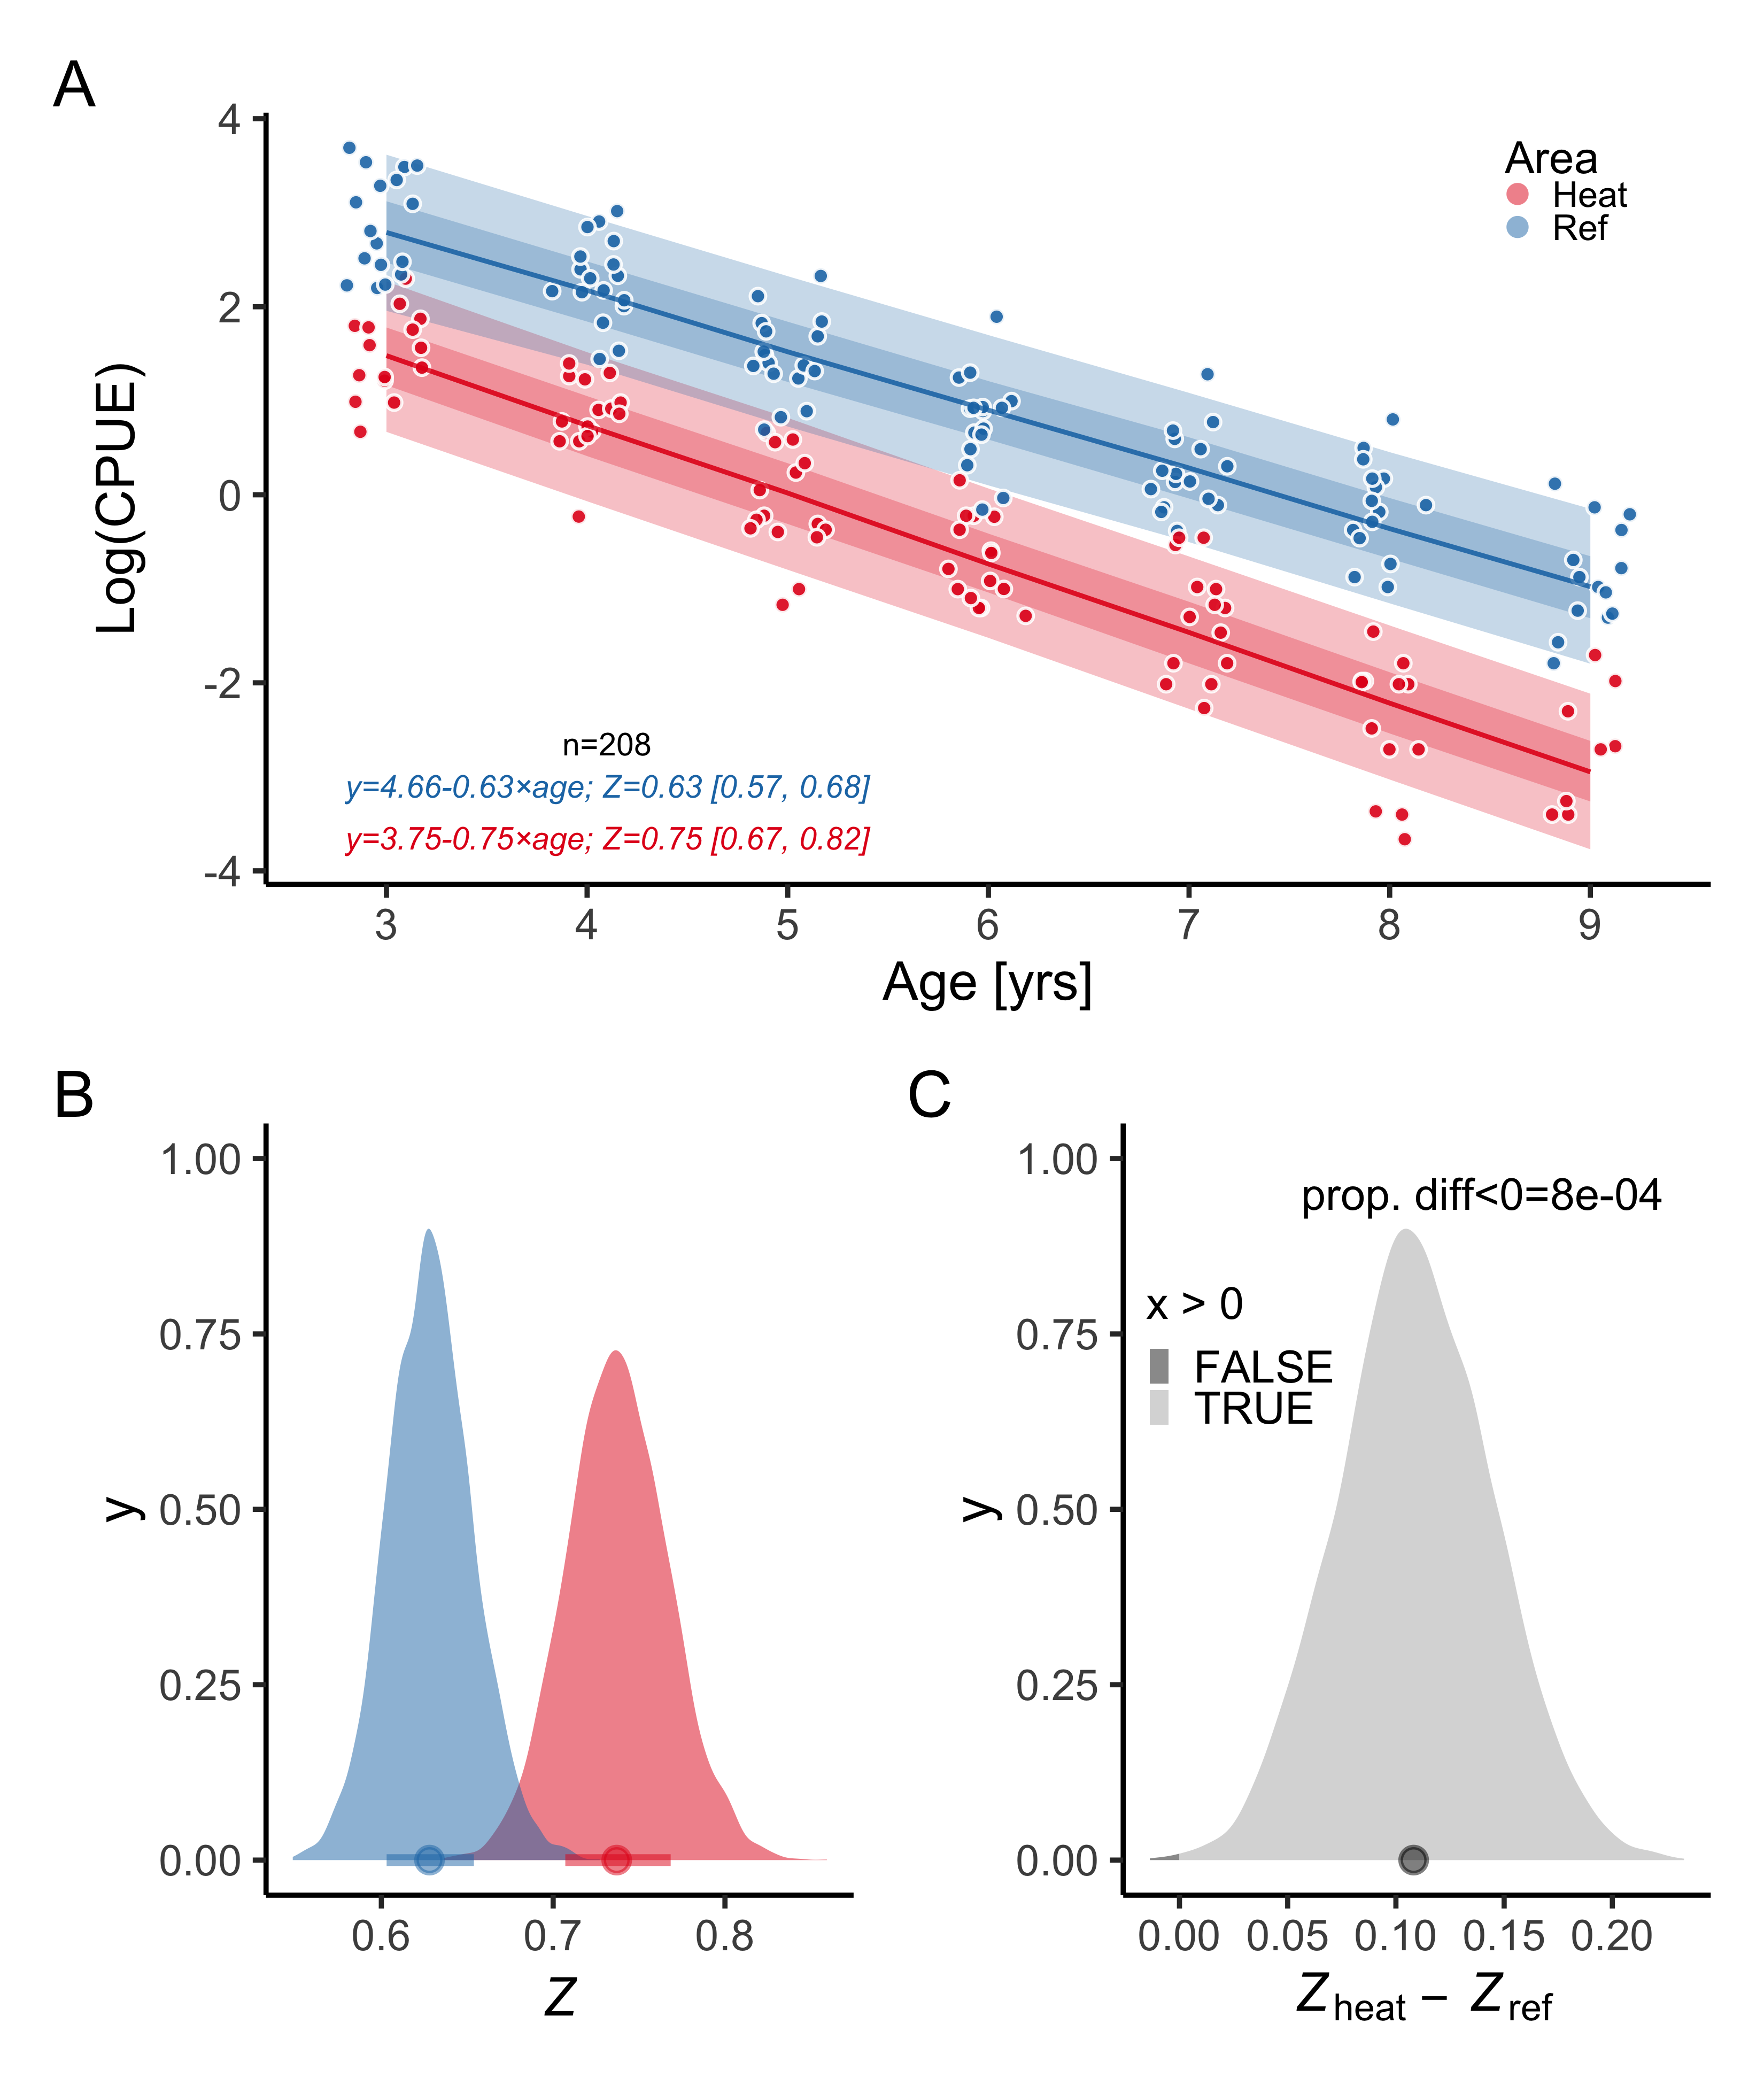 A
4
2
0
-2
-4
Log(CPUE)
Area
Heat
Ref
n=208
y=4.66-0.63×age; Z=0.63 [0.57, 0.68]
y=3.75-0.75×age; Z=0.75 [0.67, 0.82]
3 4 5 6 7 8 9
Age [yrs]
B
1.00
0.75
0.50
0.25
0.00
y
0.6 0.7 0.8
Z
C
1.00
0.75
0.50
0.25
0.00
y
prop. diff<0=8e-04
x > 0
FALSE
TRUE
0.00 0.05 0.10 0.15 0.20
Zheat − Zref